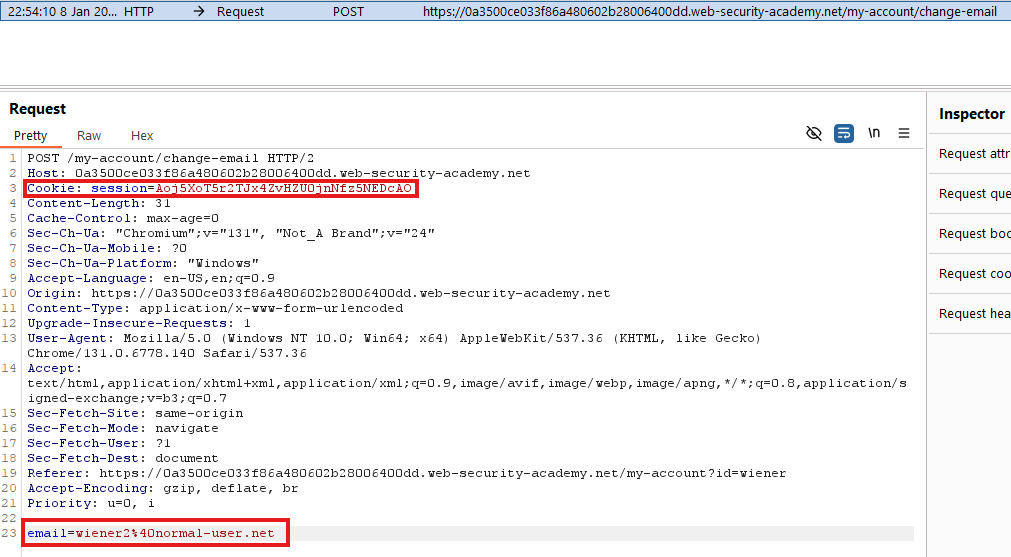 22:54:10 8 Jan 20... HTTP → Request POST https://0a3500ce033f86a480602b28006400dd.web-security-academy.net/my-account/change-email
Request
Pretty Raw Hex
\n
1 POST /my-account/change-email HTTP/2
2 Host: 0a3500ce033f86a480602b28006400dd.web-security-academy.net
3 Cookie: session=Aoj5XoT5r2TJx4ZvHZU0jnNfz5NEDcAO
4 Content-Length: 31
5 Cache-Control: max-age=0
6 Sec-Ch-Ua: "Chromium";v="131", "Not_A Brand";v="24"
7 Sec-Ch-Ua-Mobile: ?0
8 Sec-Ch-Ua-Platform: "Windows"
9 Accept-Language: en-US,en;q=0.9
10 Origin: https://0a3500ce033f86a480602b28006400dd.web-security-academy.net
11 Content-Type: application/x-www-form-urlencoded
12 Upgrade-Insecure-Requests: 1
13 User-Agent: Mozilla/5.0 (Windows NT 10.0; Win64; x64) AppleWebKit/537.36 (KHTML, like Gecko)
Chrome/131.0.6778.140 Safari/537.36
14 Accept:
text/html,application/xhtml+xml,application/xml;q=0.9,image/avif,image/webp,image/apng,*/*;q=0.8,application/s
igned-exchange;v=b3;q=0.7
15 Sec-Fetch-Site: same-origin
16 Sec-Fetch-Mode: navigate
17 Sec-Fetch-User: ?1
18 Sec-Fetch-Dest: document
19 Referer: https://0a3500ce033f86a480602b28006400dd.web-security-academy.net/my-account?id=wiener
20 Accept-Encoding: gzip, deflate, br
21 Priority: u=0, i
22
23 email=wiener2%40normal-user.net
Inspector
Request attr
Request que
Request boo
Request coo
Request hea